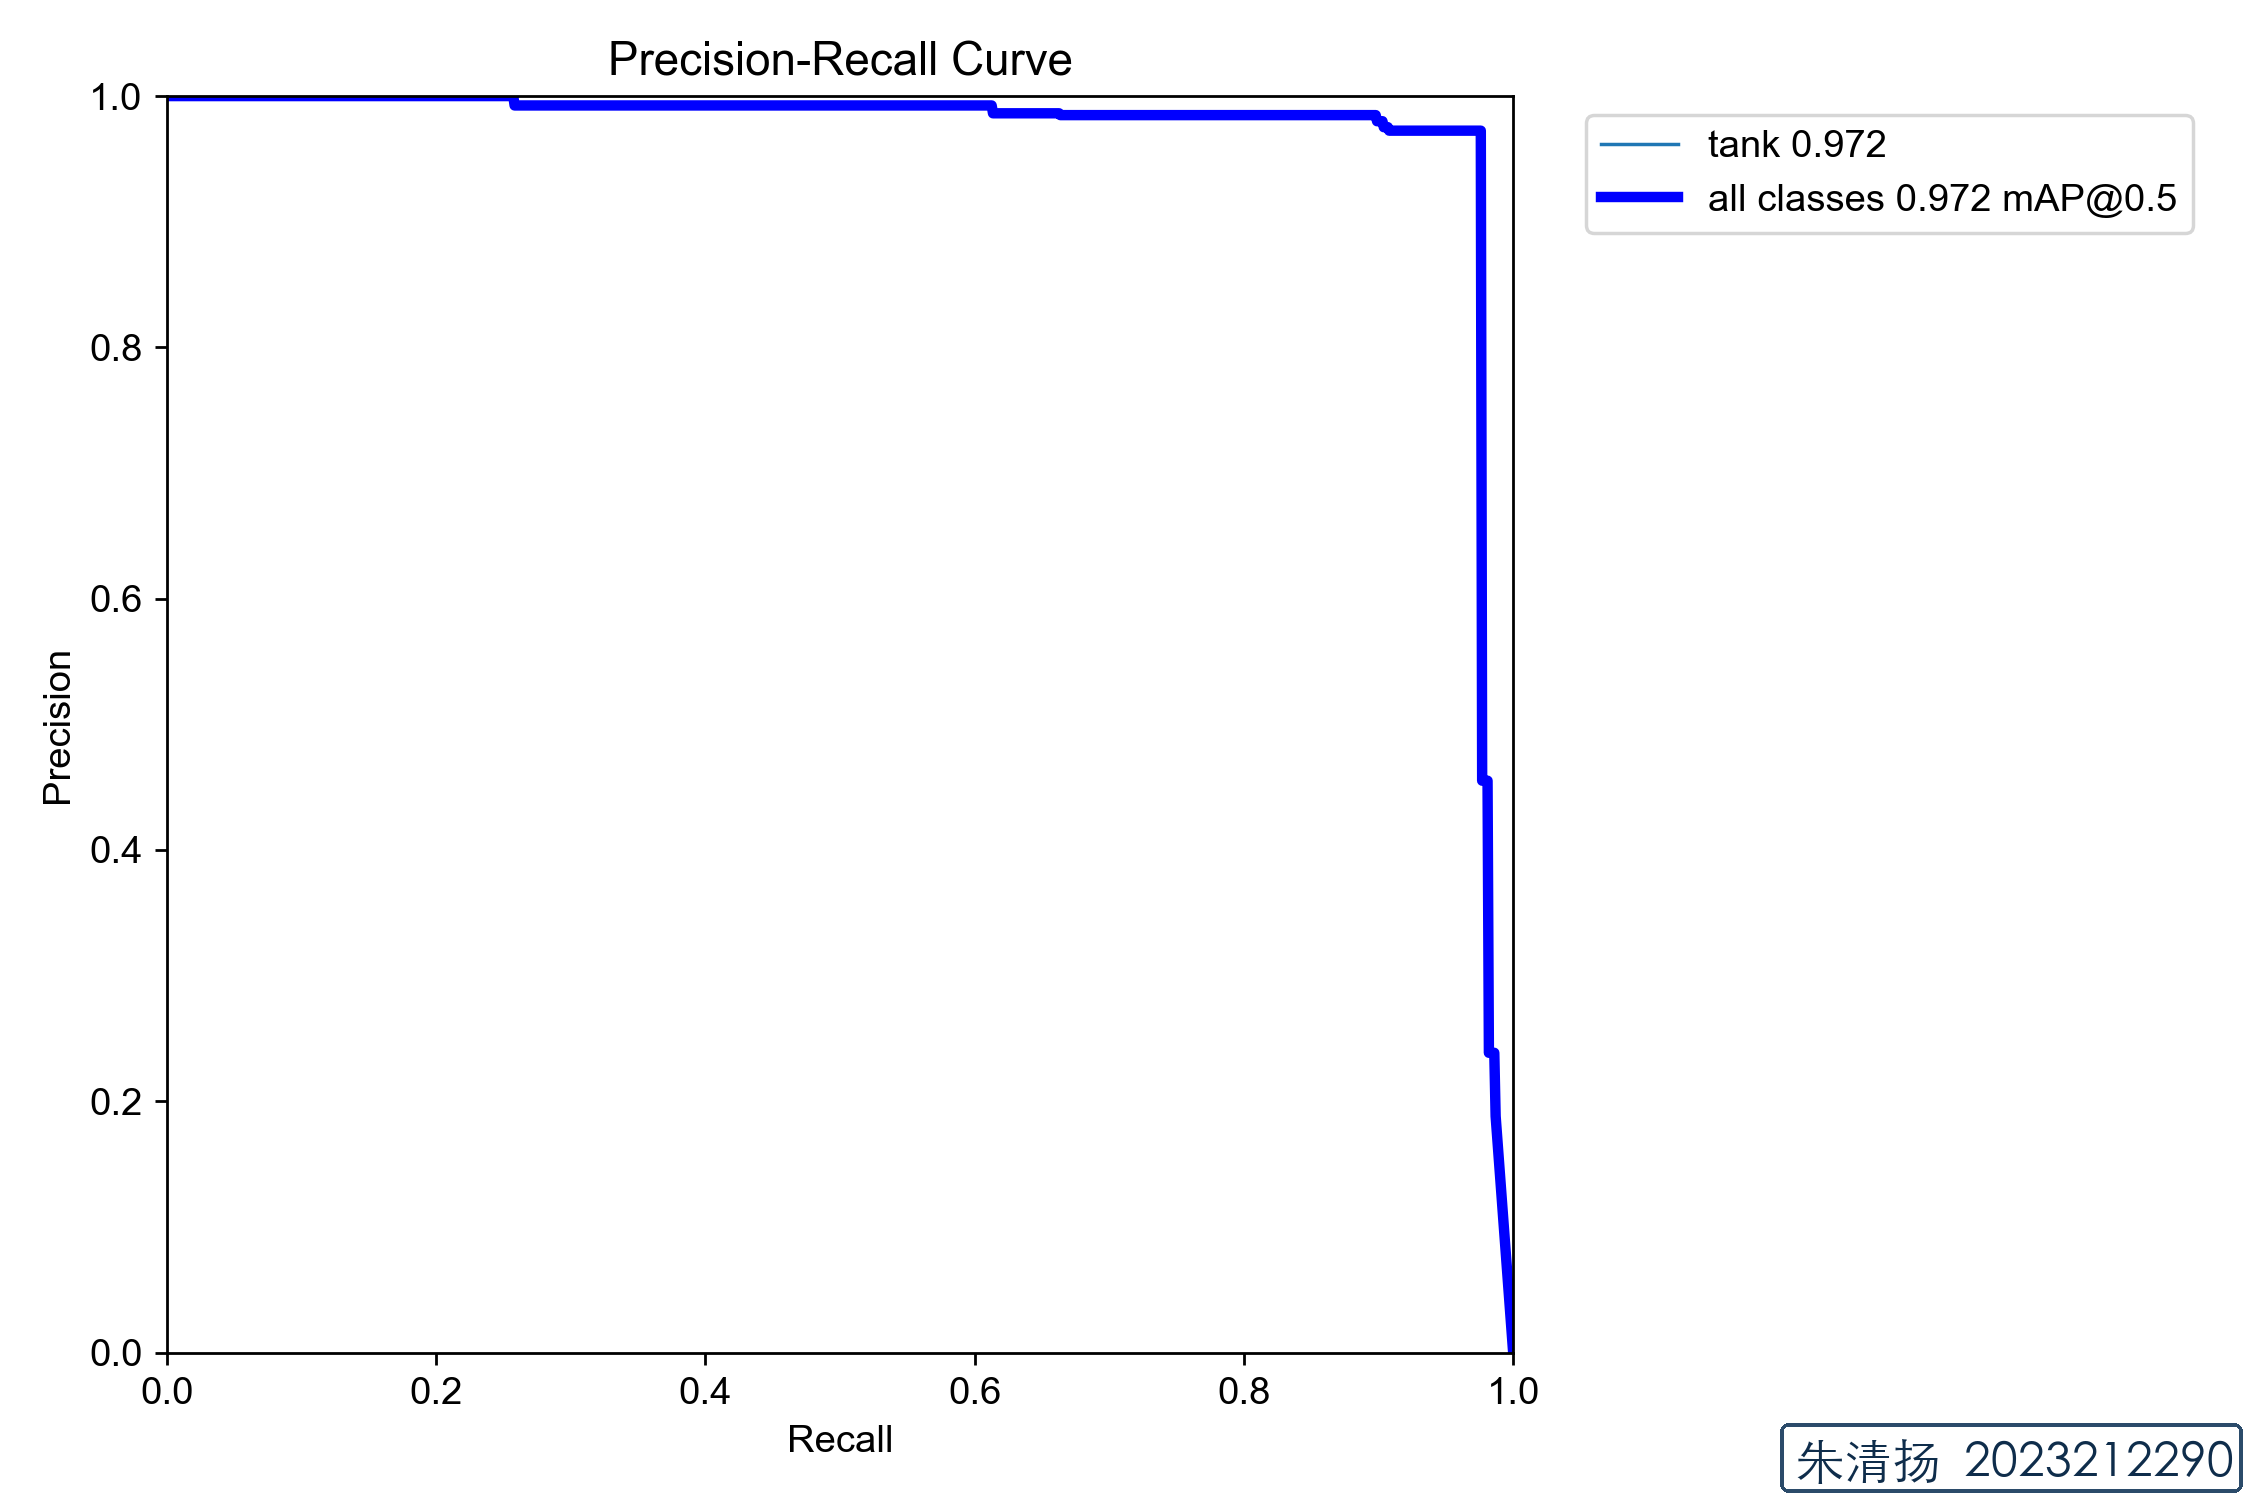 Precision-Recall Curve
1.0
0.8
0.6
0.4
0.2
0.0
Precision
0.0 0.2 0.4 0.6 0.8 1.0
Recall
tank 0.972
all classes 0.972 mAP@0.5
朱清扬 2023212290